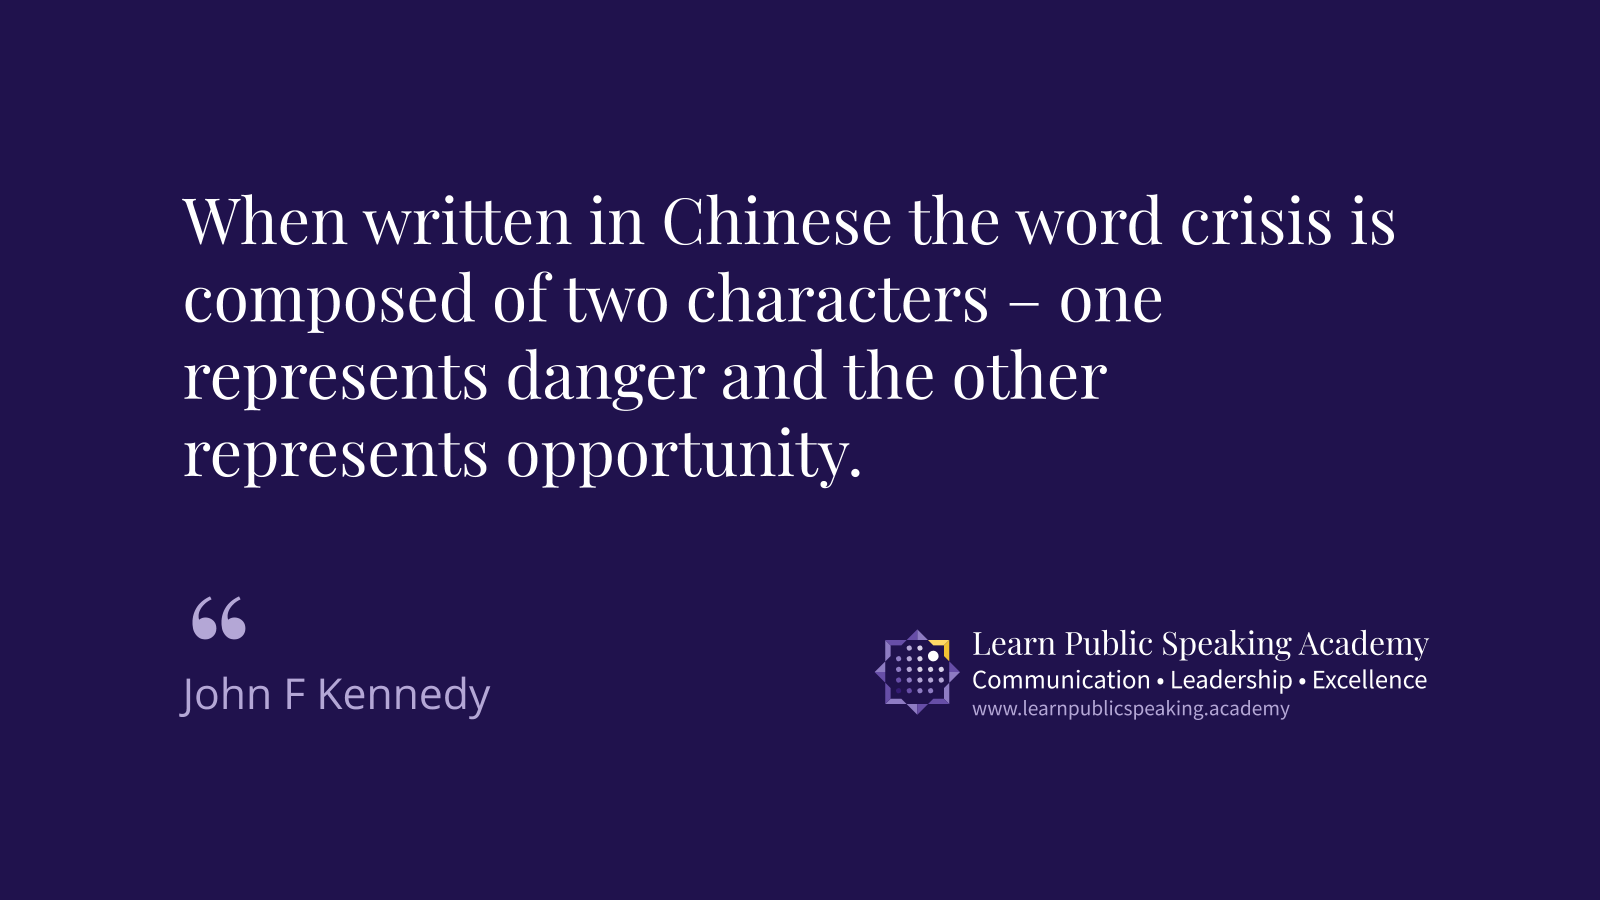 When written in Chinese the word crisis is
composed of two characters – one
represents danger and the other
represents opportunity.
“
John F Kennedy
Learn Public Speaking Academy
Communication • Leadership • Excellence
www.learnpublicspeaking.academy